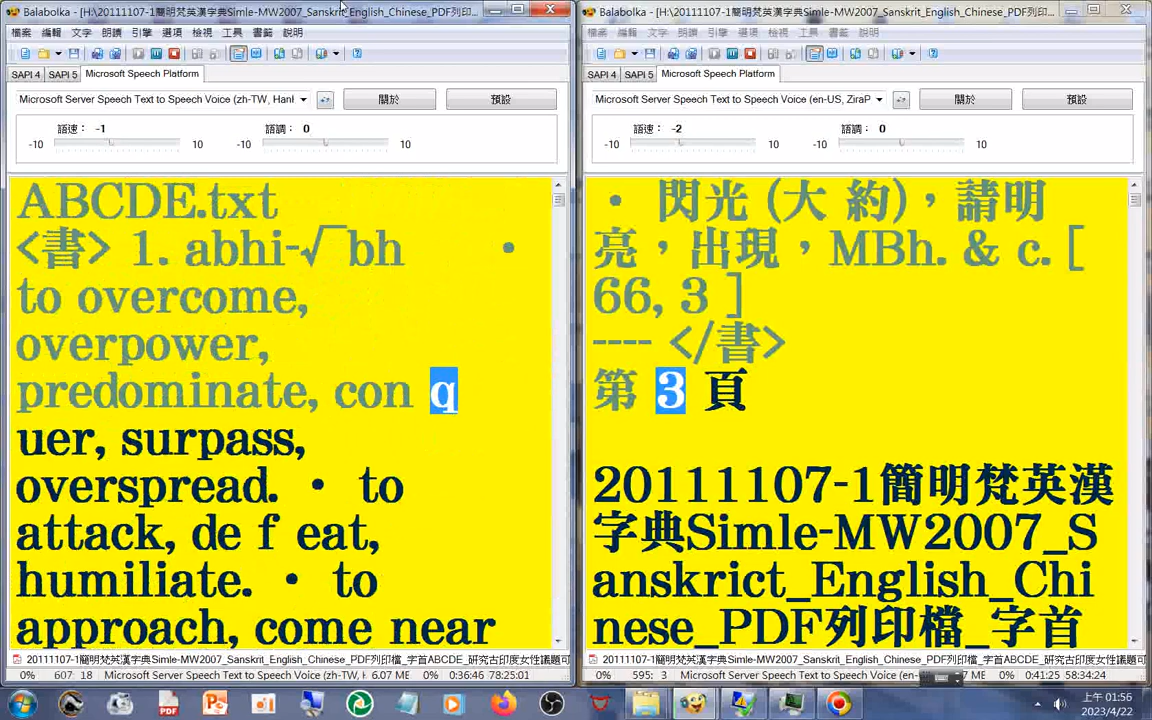 Balabolka - [H:\20111107-1簡明梵英漢字典Simle-MW2007_Sanskrit_English_Chinese_PDF列印...
檔案 編輯 文字 朗讀 引擎 選項 檢視 工具 書籤 說明
SAPI 4 SAPI 5 Microsoft Speech Platform
Microsoft Server Speech Text to Speech Voice (zh-TW, Hanl
關於 預設
語速： -1 語調： 0
-10 10 -10 10
ABCDE.txt
<書> 1. abhi-√ bh •
to overcome,
overpower,
predominate, con q
uer, surpass,
overspread. • to
attack, de f eat,
humiliate. • to
approach, come near
20111107-1簡明梵英漢字典Simle-MW2007_Sanskrit_English_Chinese_PDF列印檔_字首ABCDE_研究古印度女性議題可
0% 607: 18 Microsoft Server Speech Text to Speech Voice (zh-TW, H 6.07 ME 0% 0:36:46 78:25:01
Balabolka - [H:\20111107-1簡明梵英漢字典Simle-MW2007_Sanskrit_English_Chinese_PDF列印...
檔案 編輯 文字 朗讀 引擎 選項 檢視 工具 書籤 說明
SAPI 4 SAPI 5 Microsoft Speech Platform
Microsoft Server Speech Text to Speech Voice (en-US, ZiraP
關於 預設
語速： -2 語調： 0
-10 10 -10 10
• 閃光 (大 約)，請明
亮，出現，MBh. & c. [
66, 3 ]
---- </書>
第 3 頁
20111107-1簡明梵英漢
字典Simle-MW2007_S
anskrict_English_Chi
nese_PDF列印檔_字首
20111107-1簡明梵英漢字典Simle-MW2007_Sanskrit_English_Chinese_PDF列印檔_字首ABCDE_研究古印度女性議題可
0% 595: 3 Microsoft Server Speech Text to Speech Voice (en-US, 0% 0:41:25 58:34:24
上午 01:56
2023/4/22